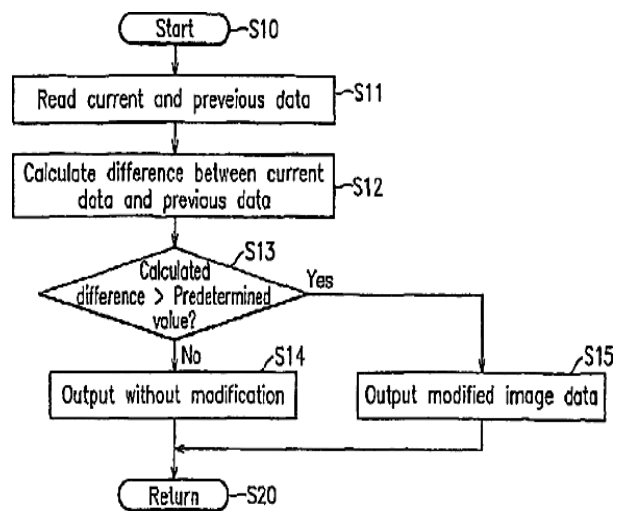 Start
S10
Read current and preveious data
S11
Calculate difference between current
data and previous data
S12
S13
Calculated
difference > Predetermined
value?
Yes
No
S14
Output without modification
S15
Output modified image data
Return
S20